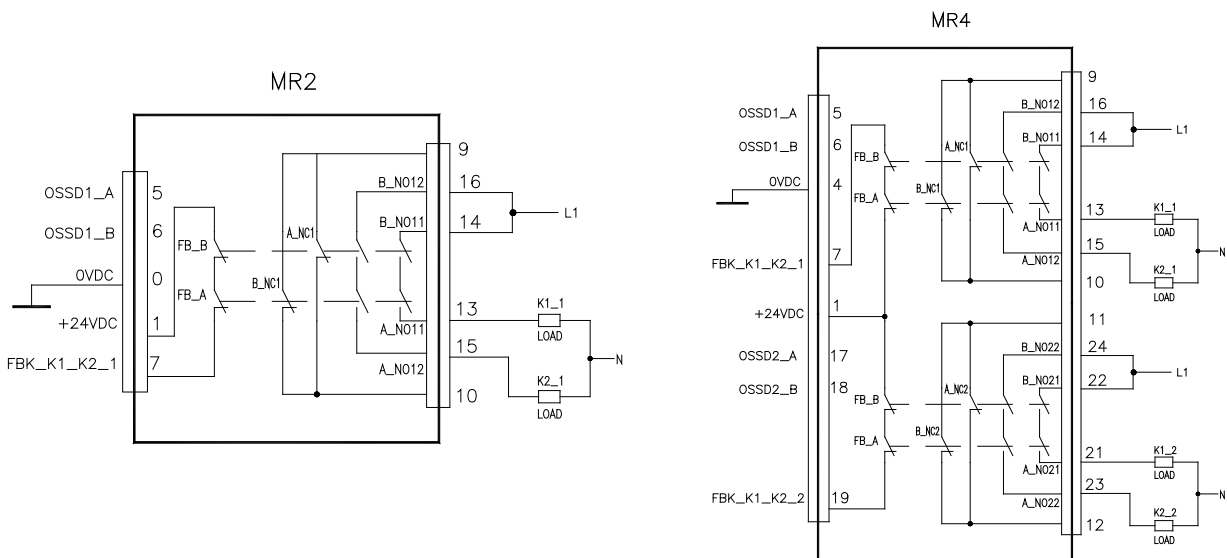 MR2
OSSD1_A 5
OSSD1_B 6
0VDC 0
+24VDC 1
FBK_K1_K2_1 7
FB_B
FB_A
A_NC1
B_NC1
B_NO12
B_NO11
A_NO11
A_NO12
9
16
14
L1
13
K1_1
LOAD
15
N
K2_1
LOAD
10
MR4
OSSD1_A 5
OSSD1_B 6
0VDC 4
FBK_K1_K2_1 7
+24VDC 1
OSSD2_A 17
OSSD2_B 18
FBK_K1_K2_2 19
FB_B
FB_A
A_NC1
B_NC1
B_NO12
B_NO11
A_NO11
A_NO12
9
16
14
L1
13
K1_1
LOAD
15
N
K2_1
LOAD
10
FB_B
FB_A
A_NC2
B_NC2
B_NO22
B_NO21
A_NO21
A_NO22
11
24
22
L1
21
K1_2
LOAD
23
N
K2_2
LOAD
12